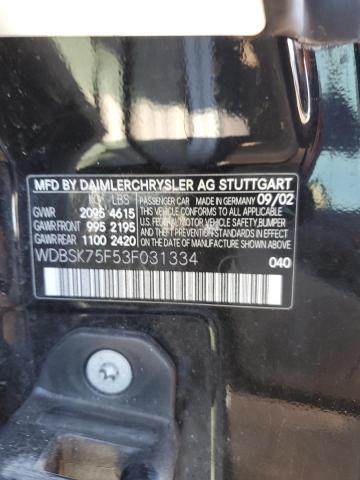 MFD BY DAIMLERCHRYSLER AG STUTTGART
KG LBS PASSENGER CAR MADE IN GERMANY 09/02
GVWR 2095 4615
GAWR FRONT 995 2195
GAWR REAR 1100 2420
THIS VEHICLE CONFORMS TO ALL APPLICABLE
U.S. FEDERAL MOTOR VEHICLE SAFETY, BUMPER,
AND THEFT PREVENTION STANDARDS IN EFFECT
ON THE DATE OF MANUFACTURE SHOWN ABOVE
WDBSK75F53F031334 040